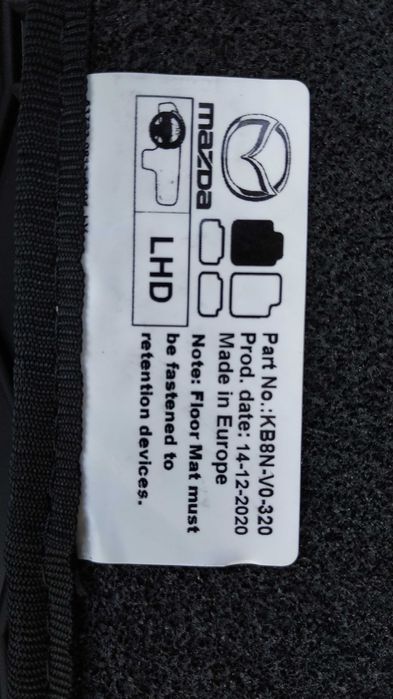 mazda
LHD
Part No.:KB8N-V0-320
Prod. date: 14-12-2020
Made in Europe
Note: Floor Mat must
be fastened to
retention devices.